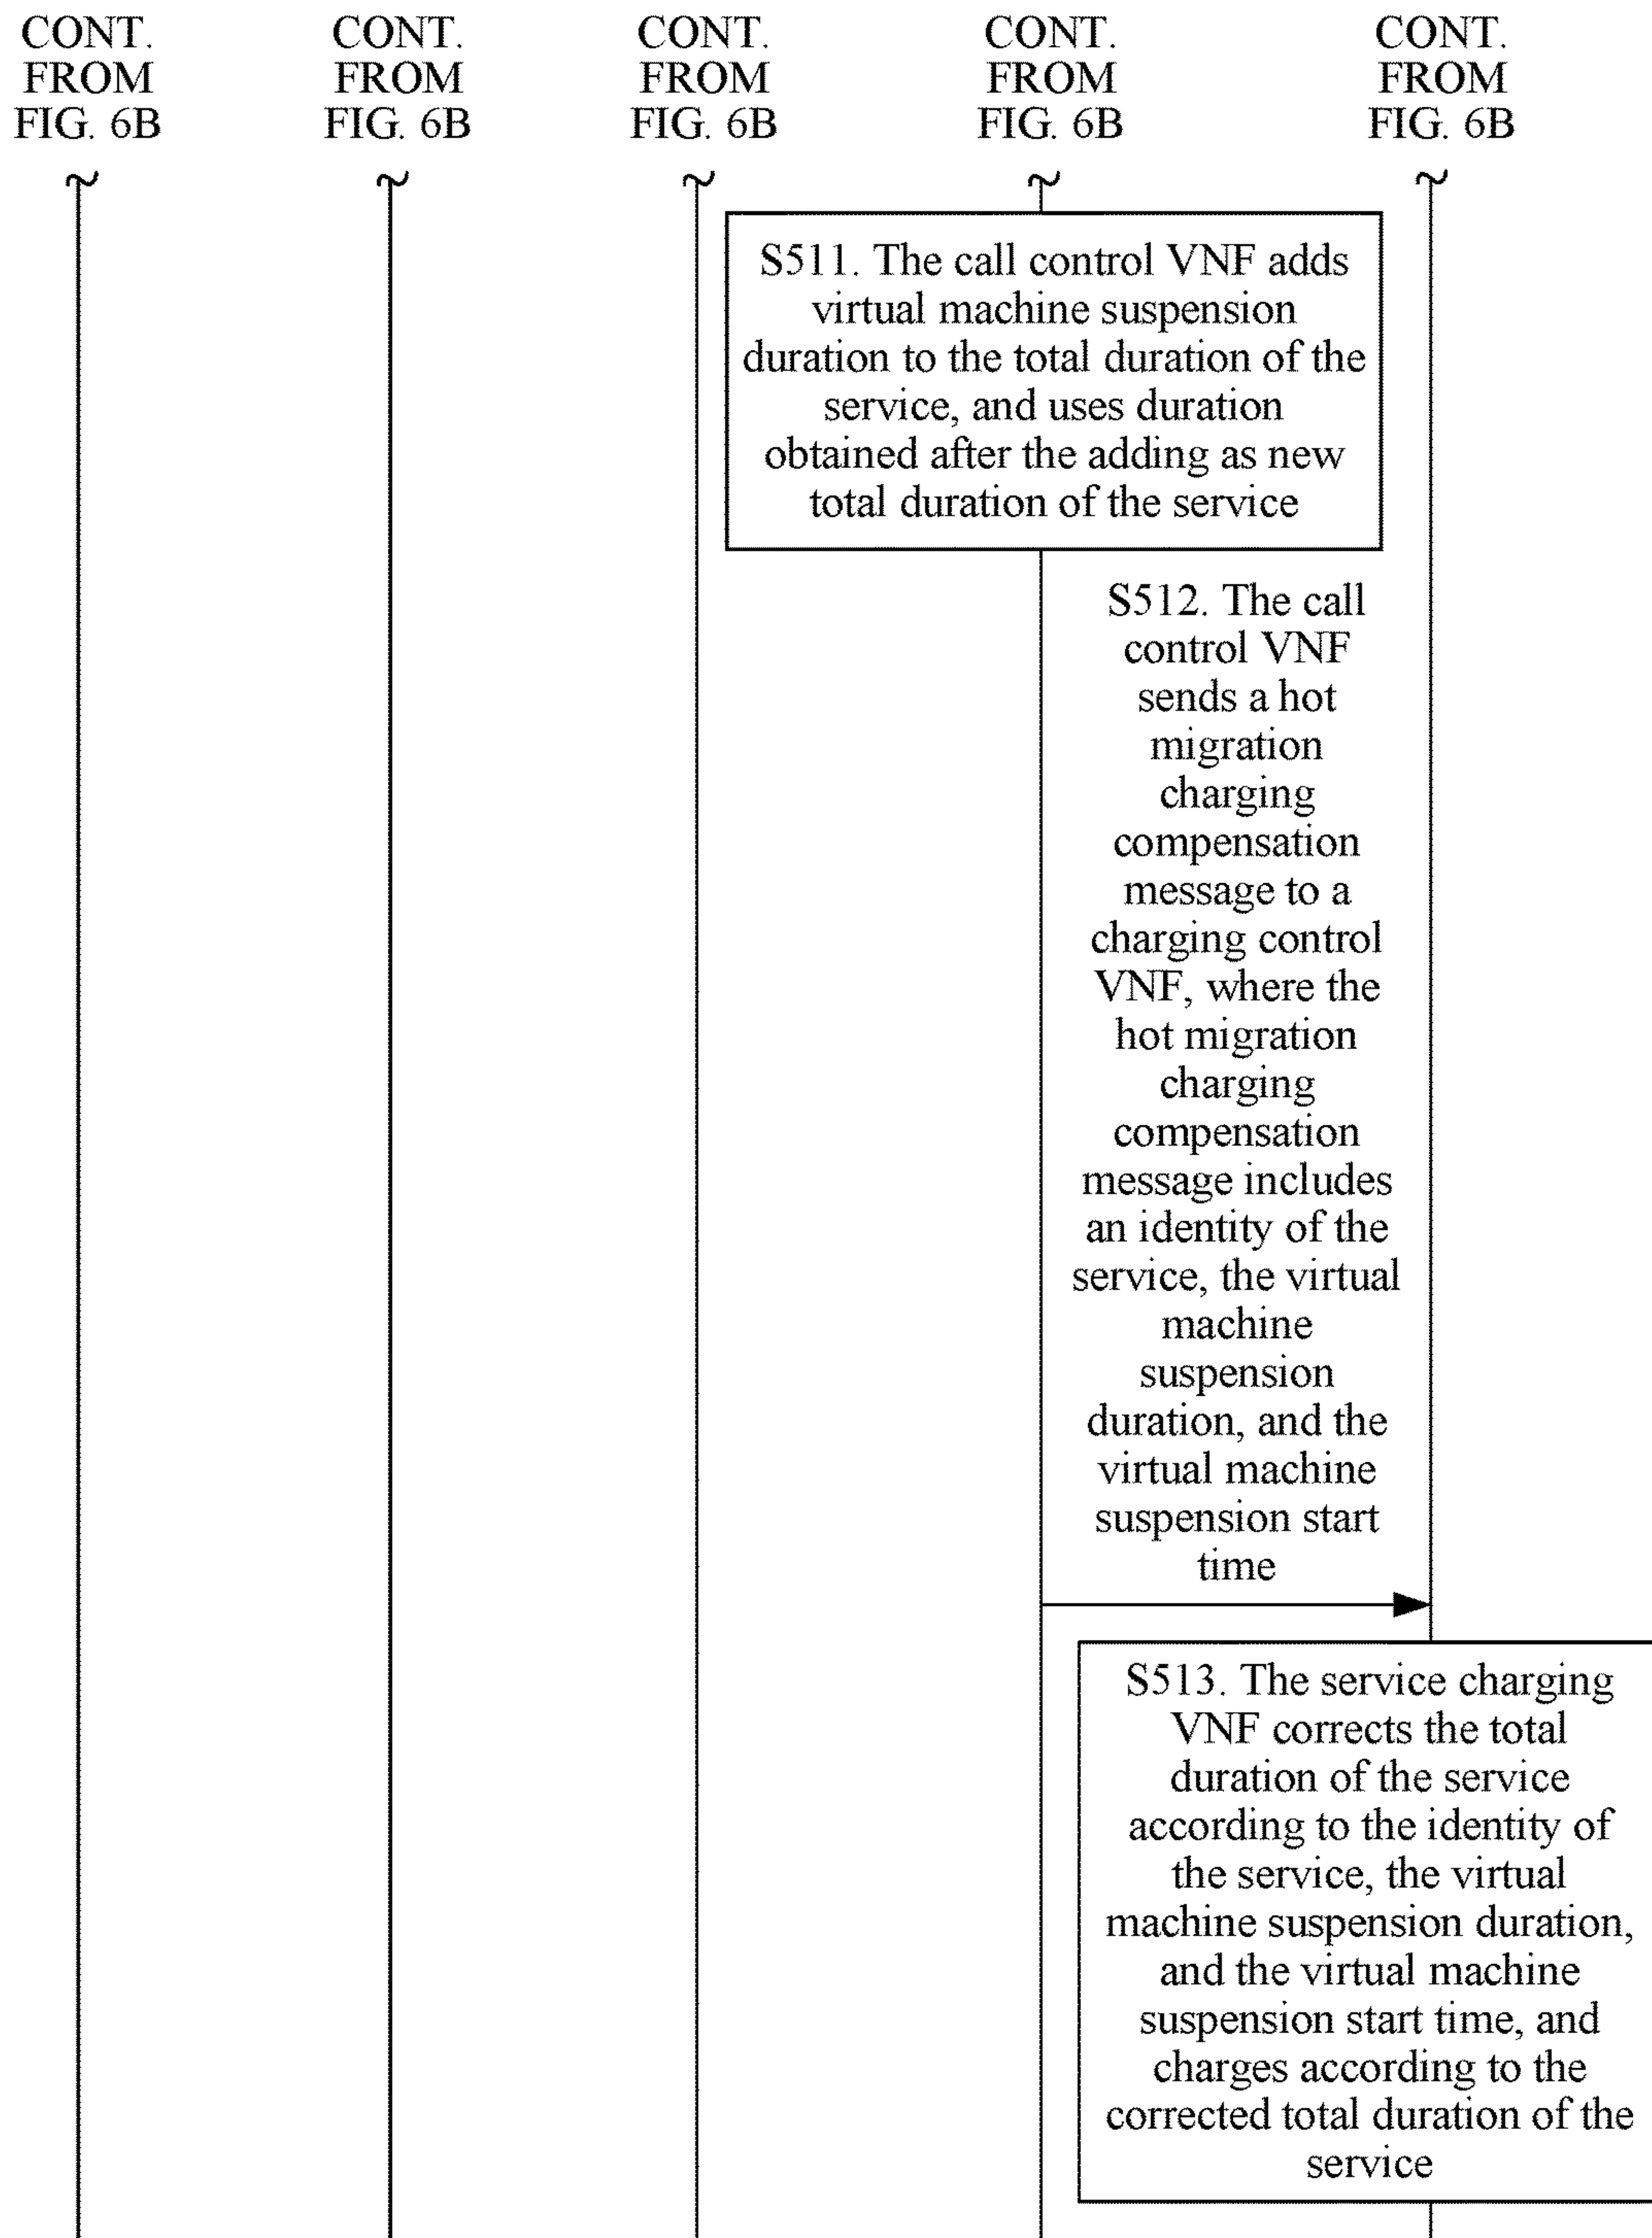 CONT.
FROM
FIG. 6B
CONT.
FROM
FIG. 6B
CONT.
FROM
FIG. 6B
CONT.
FROM
FIG. 6B
CONT.
FROM
FIG. 6B
S511. The call control VNF adds
virtual machine suspension
duration to the total duration of the
service, and uses duration
obtained after the adding as new
total duration of the service
S512. The call
control VNF
sends a hot
migration
charging
compensation
message to a
charging control
VNF, where the
hot migration
charging
compensation
message includes
an identity of the
service, the virtual
machine
suspension
duration, and the
virtual machine
suspension start
time
S513. The service charging
VNF corrects the total
duration of the service
according to the identity of
the service, the virtual
machine suspension duration,
and the virtual machine
suspension start time, and
charges according to the
corrected total duration of the
service